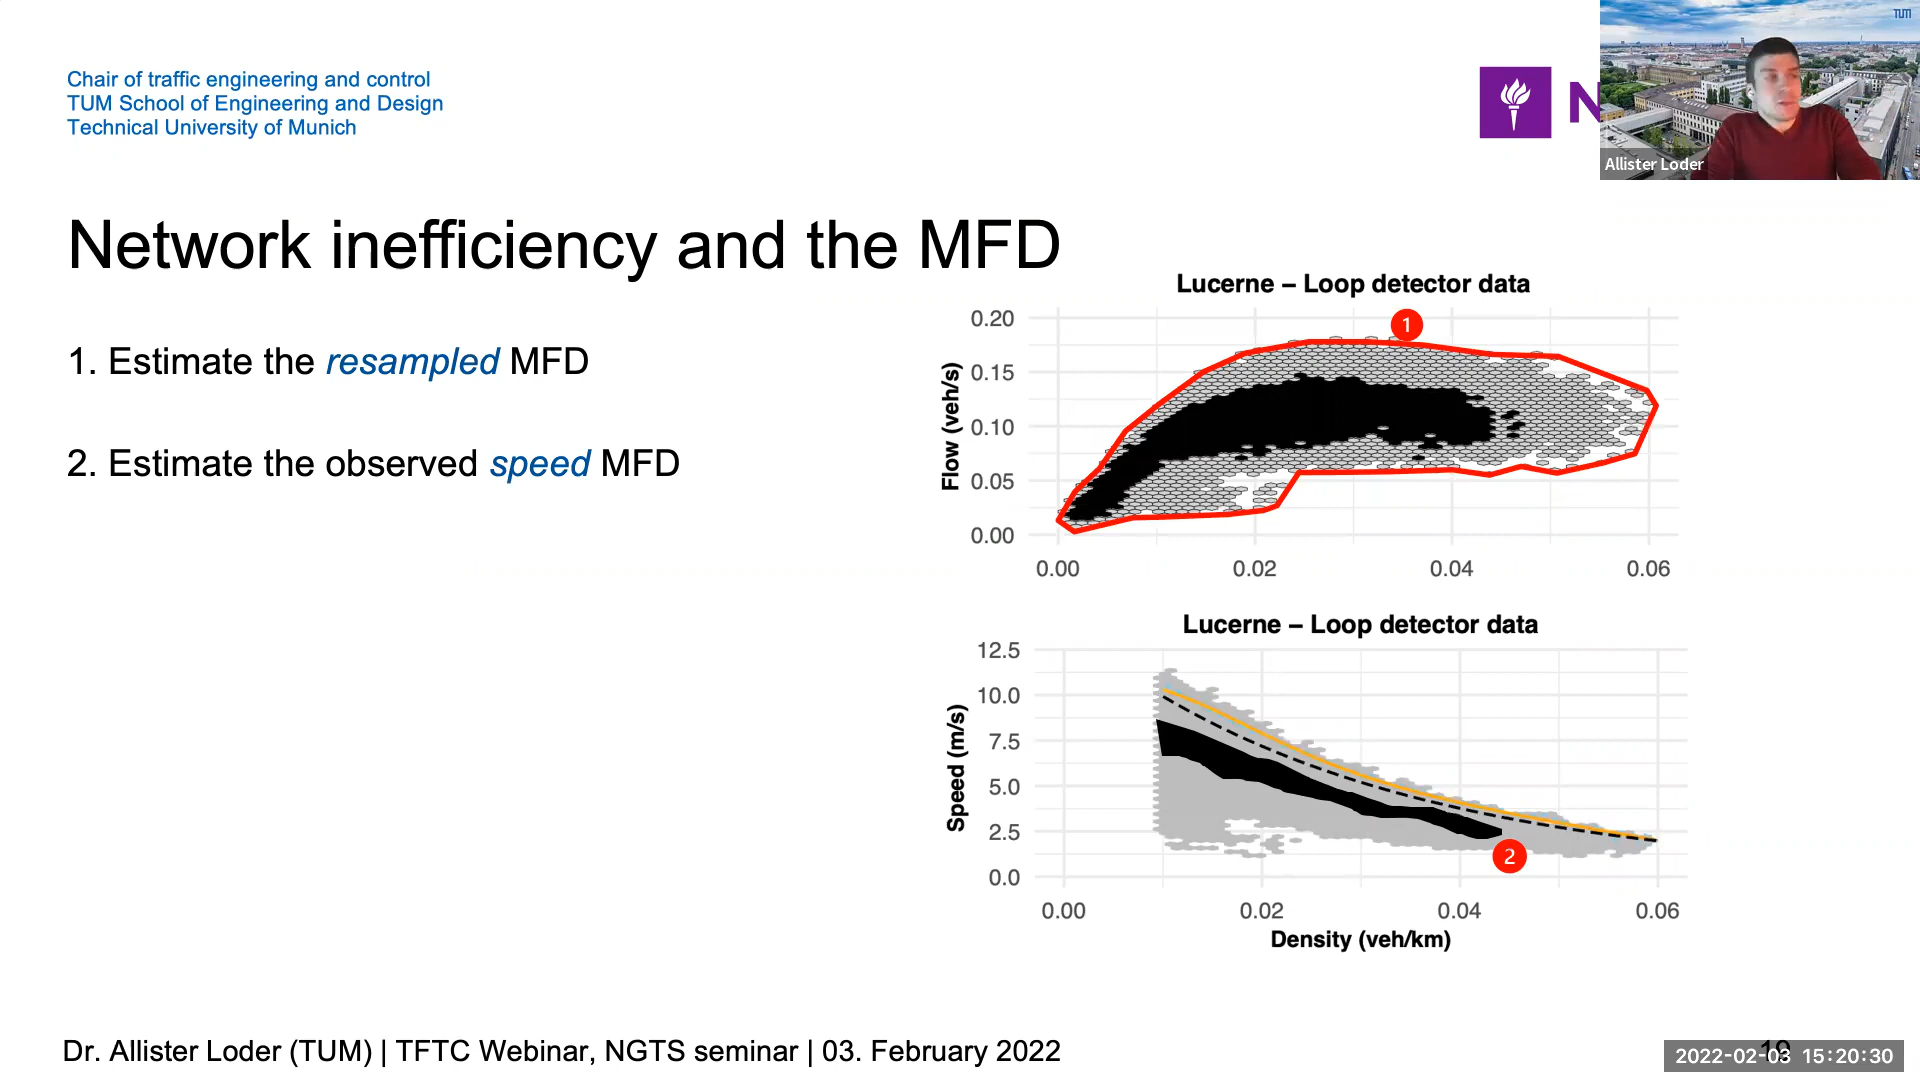 Chair of traffic engineering and control
TUM School of Engineering and Design
Technical University of Munich
N
TUM
Allister Loder
Network inefficiency and the MFD
1. Estimate the resampled MFD
2. Estimate the observed speed MFD
Lucerne – Loop detector data
1
Flow (veh/s)
0.20
0.15
0.10
0.05
0.00
0.00 0.02 0.04 0.06
Lucerne – Loop detector data
Speed (m/s)
12.5
10.0
7.5
5.0
2.5
0.0
2
0.00 0.02 0.04 0.06
Density (veh/km)
Dr. Allister Loder (TUM) | TFTC Webinar, NGTS seminar | 03. February 2022
2022-02-03 15:20:30